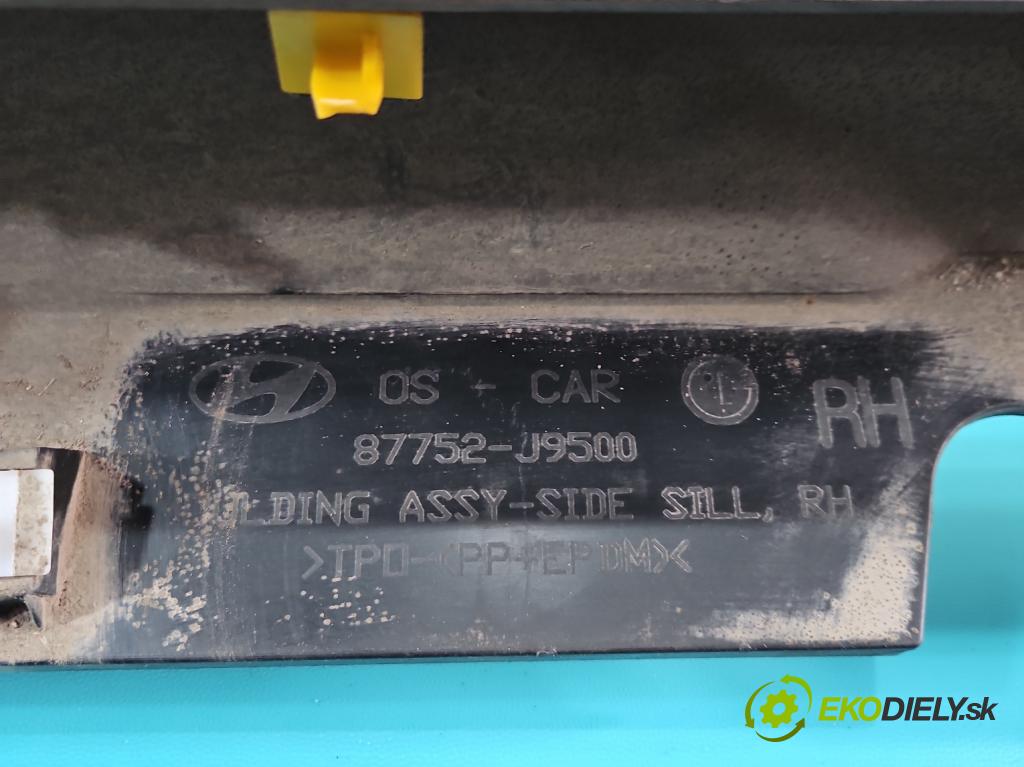 OS - CAR
RH
87752-J9500
LDING ASSY-SIDE SILL, RH
>TPO-(PP+EPDM)<
EKODIELY.sk